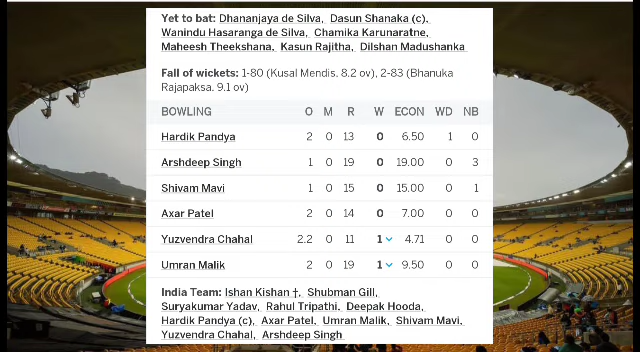 Yet to bat: Dhananjaya de Silva, Dasun Shanaka (c),
Wanindu Hasaranga de Silva, Chamika Karunaratne,
Maheesh Theekshana, Kasun Rajitha, Dilshan Madushanka
Fall of wickets: 1-80 (Kusal Mendis, 8.2 ov), 2-83 (Bhanuka
Rajapaksa, 9.1 ov)
BOWLING O M R W ECON WD NB
Hardik Pandya 2 0 13 0 6.50 1 0
Arshdeep Singh 1 0 19 0 19.00 0 3
Shivam Mavi 1 0 15 0 15.00 0 1
Axar Patel 2 0 14 0 7.00 0 0
Yuzvendra Chahal 2.2 0 11 1 4.71 0 0
Umran Malik 2 0 19 1 9.50 0 0
India Team: Ishan Kishan †, Shubman Gill,
Suryakumar Yadav, Rahul Tripathi, Deepak Hooda,
Hardik Pandya (c), Axar Patel, Umran Malik, Shivam Mavi,
Yuzvendra Chahal, Arshdeep Singh